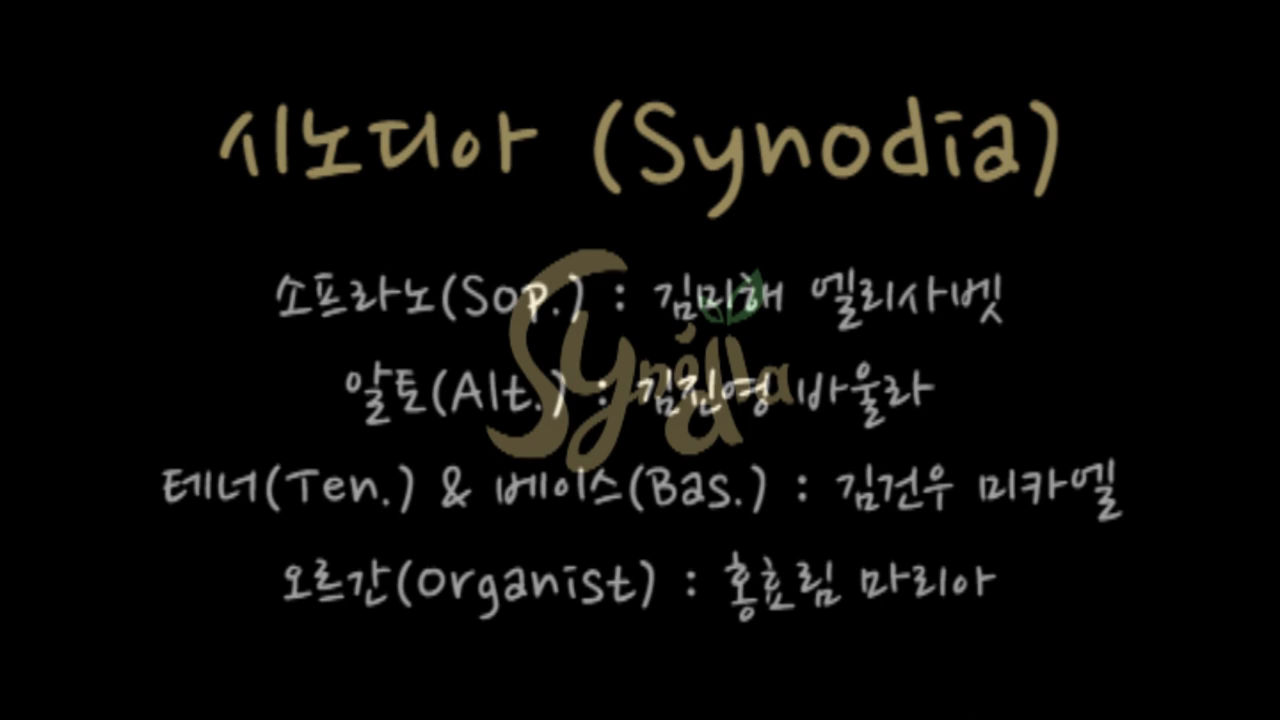 시노디아 (Synodia)
소프라노(Sop.) : 김미해 엘리사벳
Synodia
알토(Alt.) : 김진영 바울라
테너(Ten.) & 베이스(Bas.) : 김건우 미카엘
오르간(Organist) : 홍효림 마리아